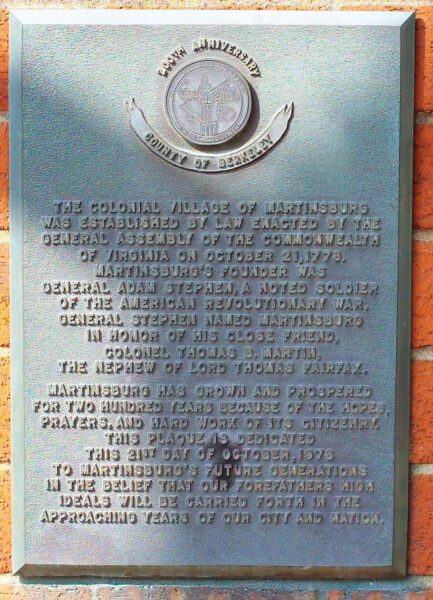 200TH ANNIVERSARY
COUNTY OF BERKELEY
THE COLONIAL VILLAGE OF MARTINSBURG
WAS ESTABLISHED BY LAW ENACTED BY THE
GENERAL ASSEMBLY OF THE COMMONWEALTH
OF VIRGINIA ON OCTOBER 21, 1778.
MARTINSBURG'S FOUNDER WAS
GENERAL ADAM STEPHEN, A NOTED SOLDIER
OF THE AMERICAN REVOLUTIONARY WAR.
GENERAL STEPHEN NAMED MARTINSBURG
IN HONOR OF HIS CLOSE FRIEND,
COLONEL THOMAS B. MARTIN,
THE NEPHEW OF LORD THOMAS FAIRFAX.
MARTINSBURG HAS GROWN AND PROSPERED
FOR TWO HUNDRED YEARS BECAUSE OF THE HOPES,
PRAYERS, AND HARD WORK OF ITS CITIZENRY.
THIS PLAQUE IS DEDICATED
THIS 21ST DAY OF OCTOBER, 1978
TO MARTINSBURG'S FUTURE GENERATIONS
IN THE BELIEF THAT OUR FOREFATHERS HIGH
IDEALS WILL BE CARRIED FORTH IN THE
APPROACHING YEARS OF OUR CITY AND NATION.